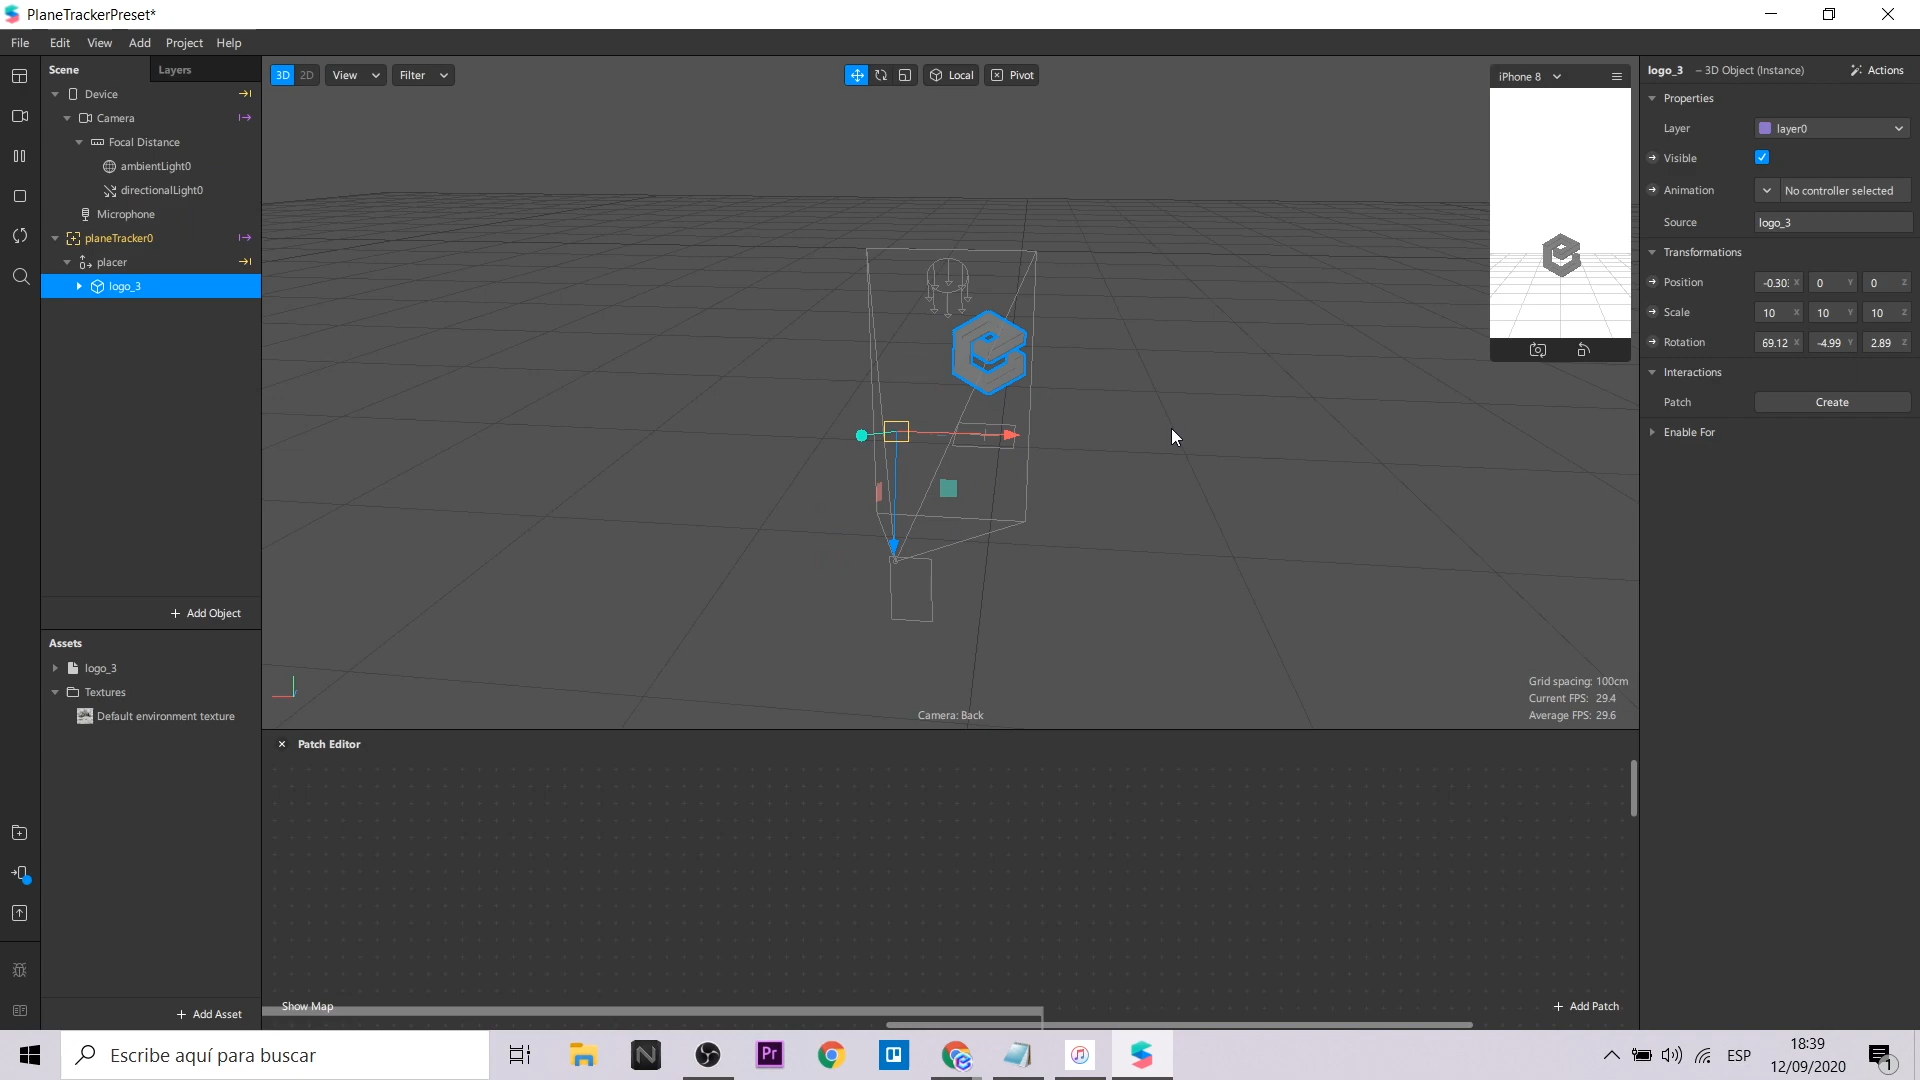 PlaneTrackerPreset*
File Edit View Add Project Help
Scene Layers
Device
Camera
Focal Distance
ambientLight0
directionalLight0
Microphone
planeTracker0
placer
logo_3
+ Add Object
Assets
logo_3
Textures
Default environment texture
+ Add Asset
3D 2D View Filter
Local Pivot
iPhone 8
Grid spacing: 100cm
Current FPS: 29.4
Average FPS: 29.6
Camera: Back
Patch Editor
Show Map
+ Add Patch
logo_3 – 3D Object (Instance) Actions
Properties
Layer layer0
Visible
Animation No controller selected
Source logo_3
Transformations
Position -0.30 X 0 Y 0 Z
Scale 10 X 10 Y 10 Z
Rotation 69.12 X -4.99 Y 2.89 Z
Interactions
Patch Create
Enable For
Escribe aquí para buscar
N
Pr
ESP
18:39
12/09/2020
1